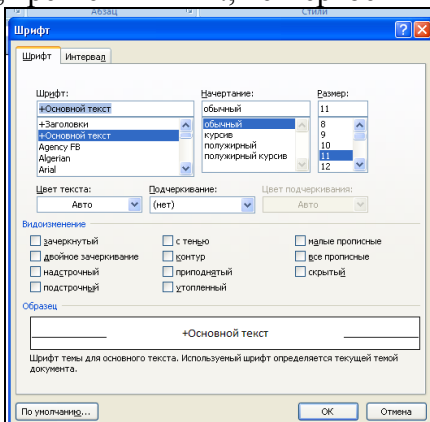 Абзац Стили
Шрифт
Шрифт Интервал
Шрифт: Начертание: Размер:
+Основной текст обычный 11
+Заголовки обычный 8
+Основной текст курсив 9
Agency FB полужирный 10
Algerian полужирный курсив 11
Arial 12
Цвет текста: Подчеркивание: Цвет подчеркивания:
Авто (нет) Авто
Видоизменение
зачеркнутый с тенью малые прописные
двойное зачеркивание контур все прописные
надстрочный приподнятый скрытый
подстрочный утопленный
Образец
+Основной текст
Шрифт темы для основного текста. Используемый шрифт определяется текущей темой
документа.
По умолчанию... ОК Отмена